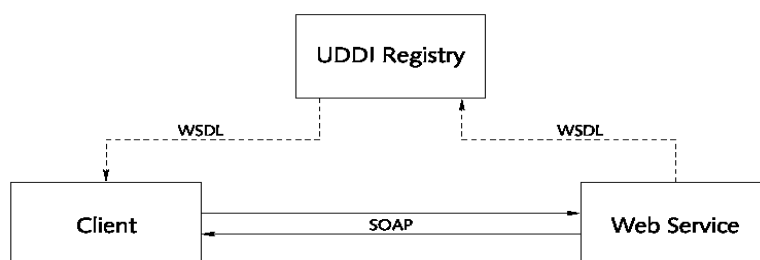 UDDI Registry
WSDL
WSDL
Client
SOAP
Web Service